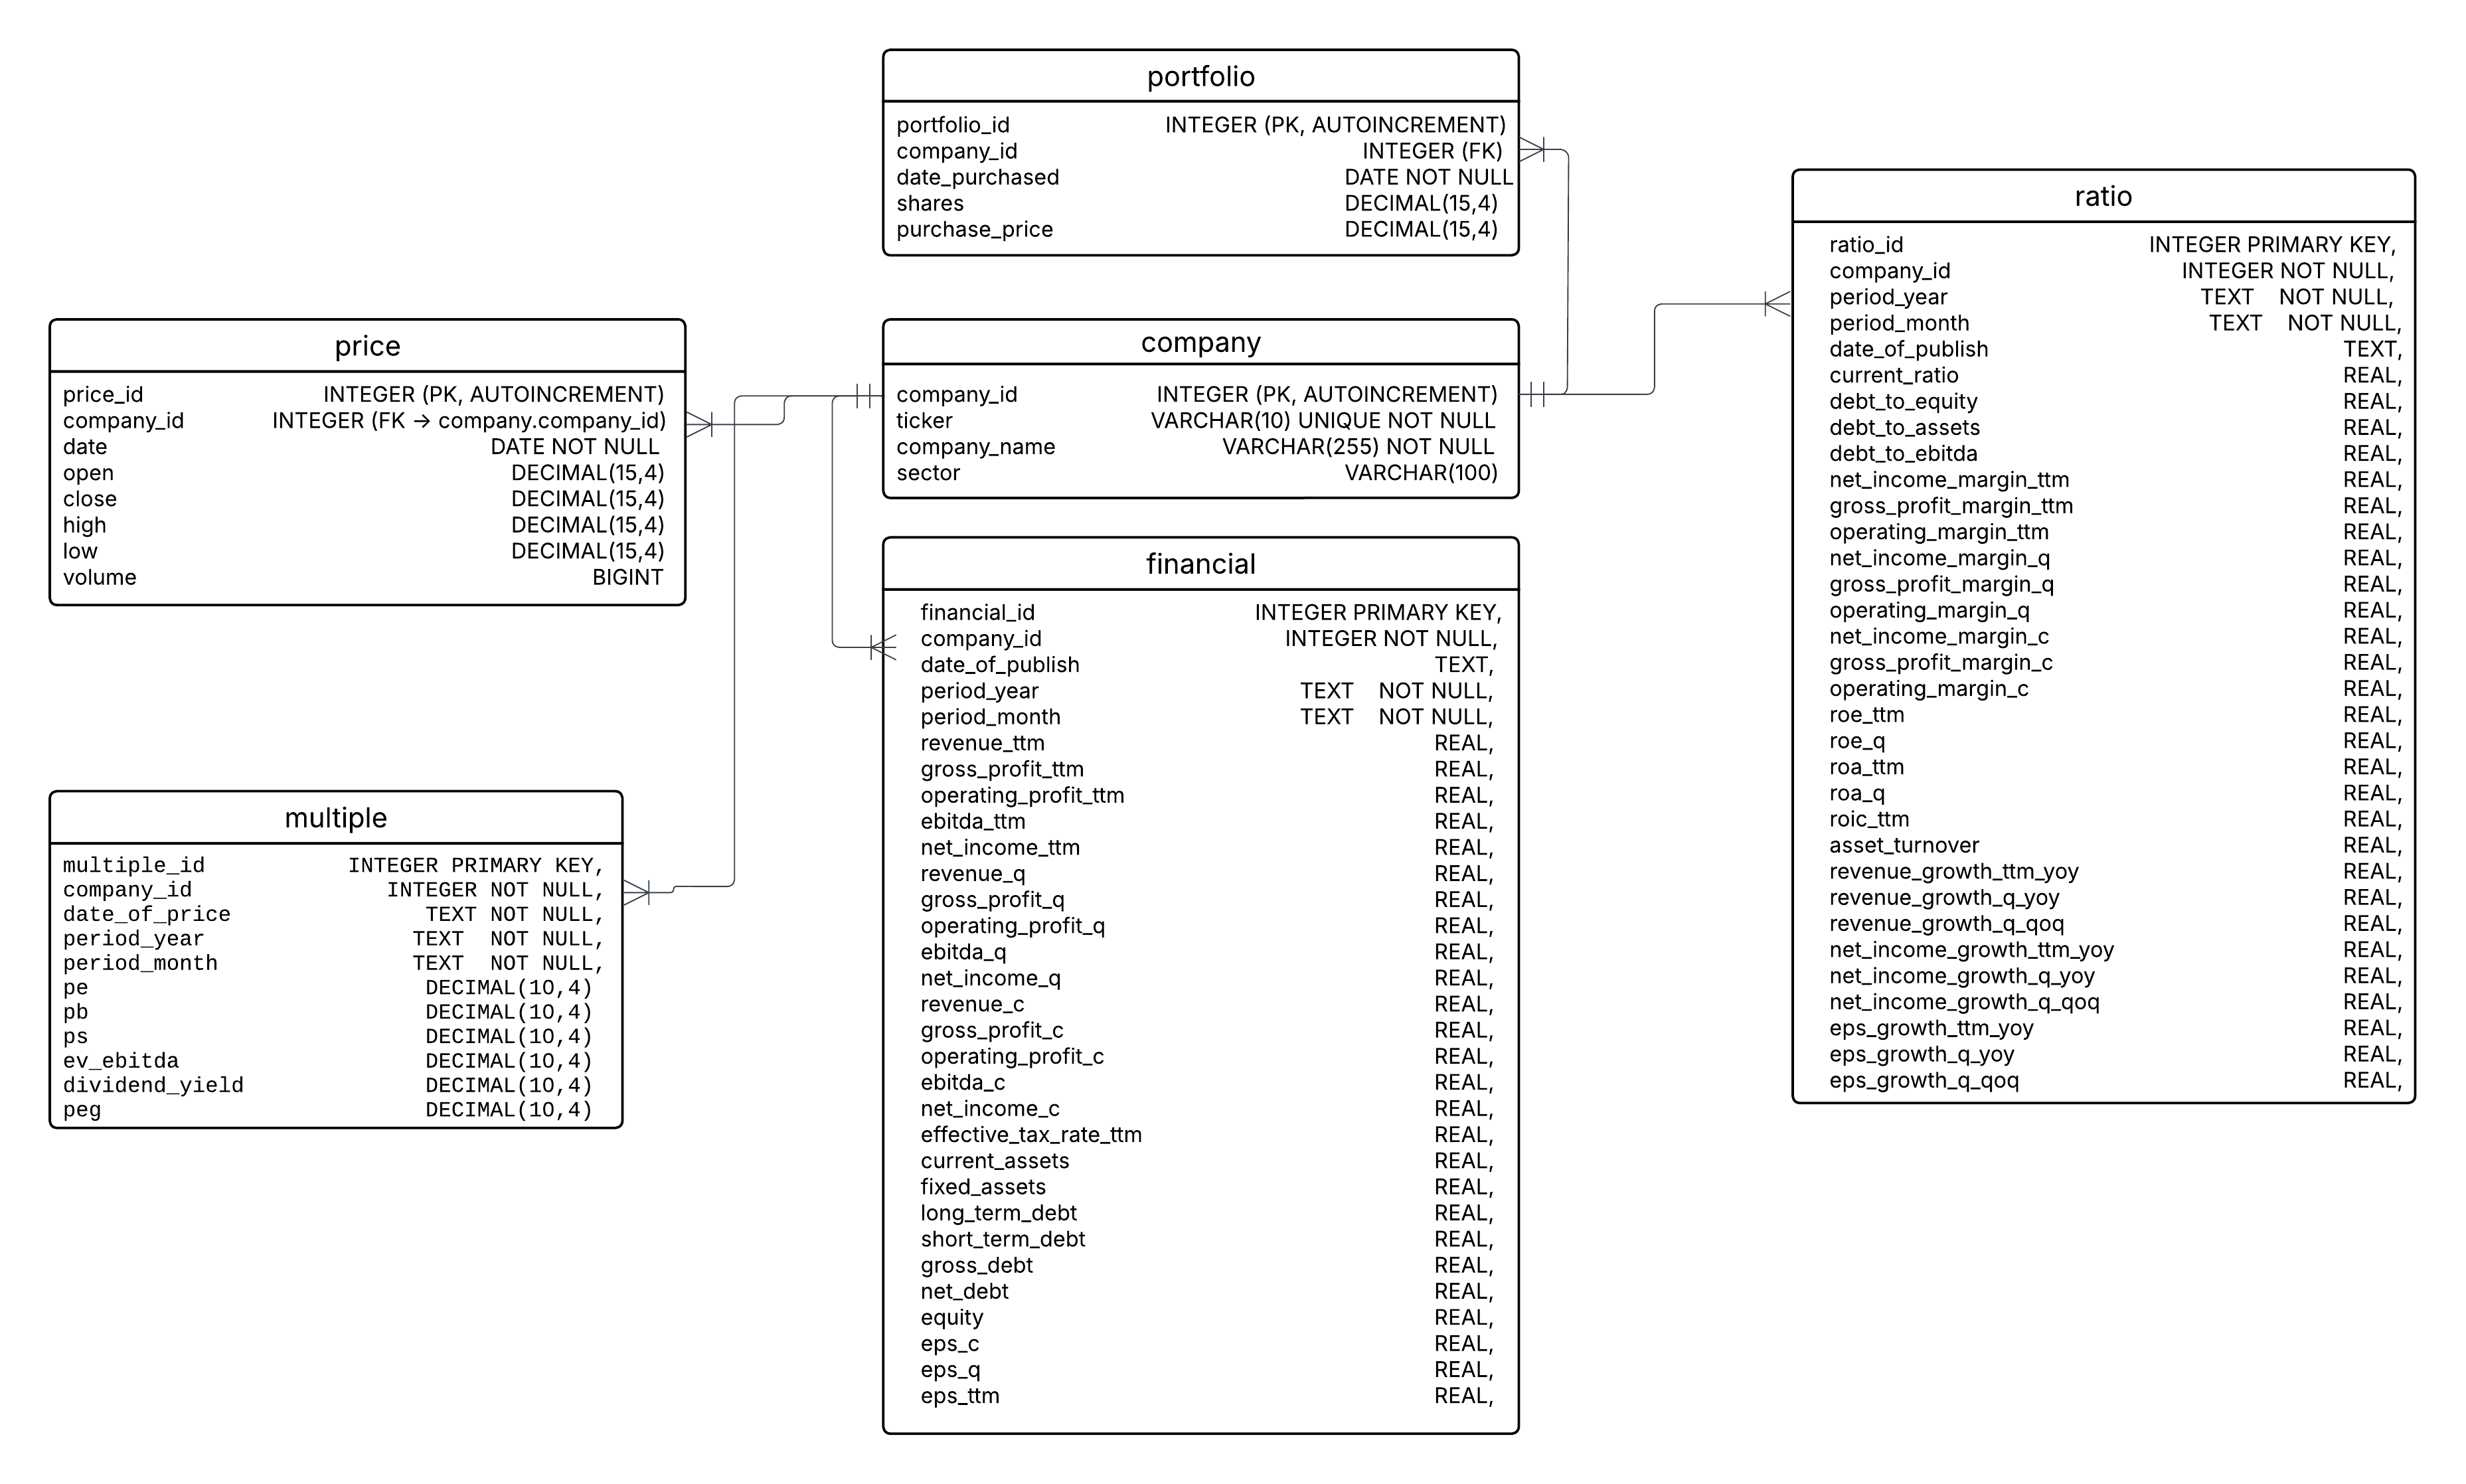 portfolio
portfolio_id INTEGER (PK, AUTOINCREMENT)
company_id INTEGER (FK)
date_purchased DATE NOT NULL
shares DECIMAL(15,4)
purchase_price DECIMAL(15,4)
price
price_id INTEGER (PK, AUTOINCREMENT)
company_id INTEGER (FK → company.company_id)
date DATE NOT NULL
open DECIMAL(15,4)
close DECIMAL(15,4)
high DECIMAL(15,4)
low DECIMAL(15,4)
volume BIGINT
company
company_id INTEGER (PK, AUTOINCREMENT)
ticker VARCHAR(10) UNIQUE NOT NULL
company_name VARCHAR(255) NOT NULL
sector VARCHAR(100)
multiple
multiple_id INTEGER PRIMARY KEY,
company_id INTEGER NOT NULL,
date_of_price TEXT NOT NULL,
period_year TEXT NOT NULL,
period_month TEXT NOT NULL,
pe DECIMAL(10,4)
pb DECIMAL(10,4)
ps DECIMAL(10,4)
ev_ebitda DECIMAL(10,4)
dividend_yield DECIMAL(10,4)
peg DECIMAL(10,4)
financial
financial_id INTEGER PRIMARY KEY,
company_id INTEGER NOT NULL,
date_of_publish TEXT,
period_year TEXT NOT NULL,
period_month TEXT NOT NULL,
revenue_ttm REAL,
gross_profit_ttm REAL,
operating_profit_ttm REAL,
ebitda_ttm REAL,
net_income_ttm REAL,
revenue_q REAL,
gross_profit_q REAL,
operating_profit_q REAL,
ebitda_q REAL,
net_income_q REAL,
revenue_c REAL,
gross_profit_c REAL,
operating_profit_c REAL,
ebitda_c REAL,
net_income_c REAL,
effective_tax_rate_ttm REAL,
current_assets REAL,
fixed_assets REAL,
long_term_debt REAL,
short_term_debt REAL,
gross_debt REAL,
net_debt REAL,
equity REAL,
eps_c REAL,
eps_q REAL,
eps_ttm REAL,
ratio
ratio_id INTEGER PRIMARY KEY,
company_id INTEGER NOT NULL,
period_year TEXT NOT NULL,
period_month TEXT NOT NULL,
date_of_publish TEXT,
current_ratio REAL,
debt_to_equity REAL,
debt_to_assets REAL,
debt_to_ebitda REAL,
net_income_margin_ttm REAL,
gross_profit_margin_ttm REAL,
operating_margin_ttm REAL,
net_income_margin_q REAL,
gross_profit_margin_q REAL,
operating_margin_q REAL,
net_income_margin_c REAL,
gross_profit_margin_c REAL,
operating_margin_c REAL,
roe_ttm REAL,
roe_q REAL,
roa_ttm REAL,
roa_q REAL,
roic_ttm REAL,
asset_turnover REAL,
revenue_growth_ttm_yoy REAL,
revenue_growth_q_yoy REAL,
revenue_growth_q_qoq REAL,
net_income_growth_ttm_yoy REAL,
net_income_growth_q_yoy REAL,
net_income_growth_q_qoq REAL,
eps_growth_ttm_yoy REAL,
eps_growth_q_yoy REAL,
eps_growth_q_qoq REAL,